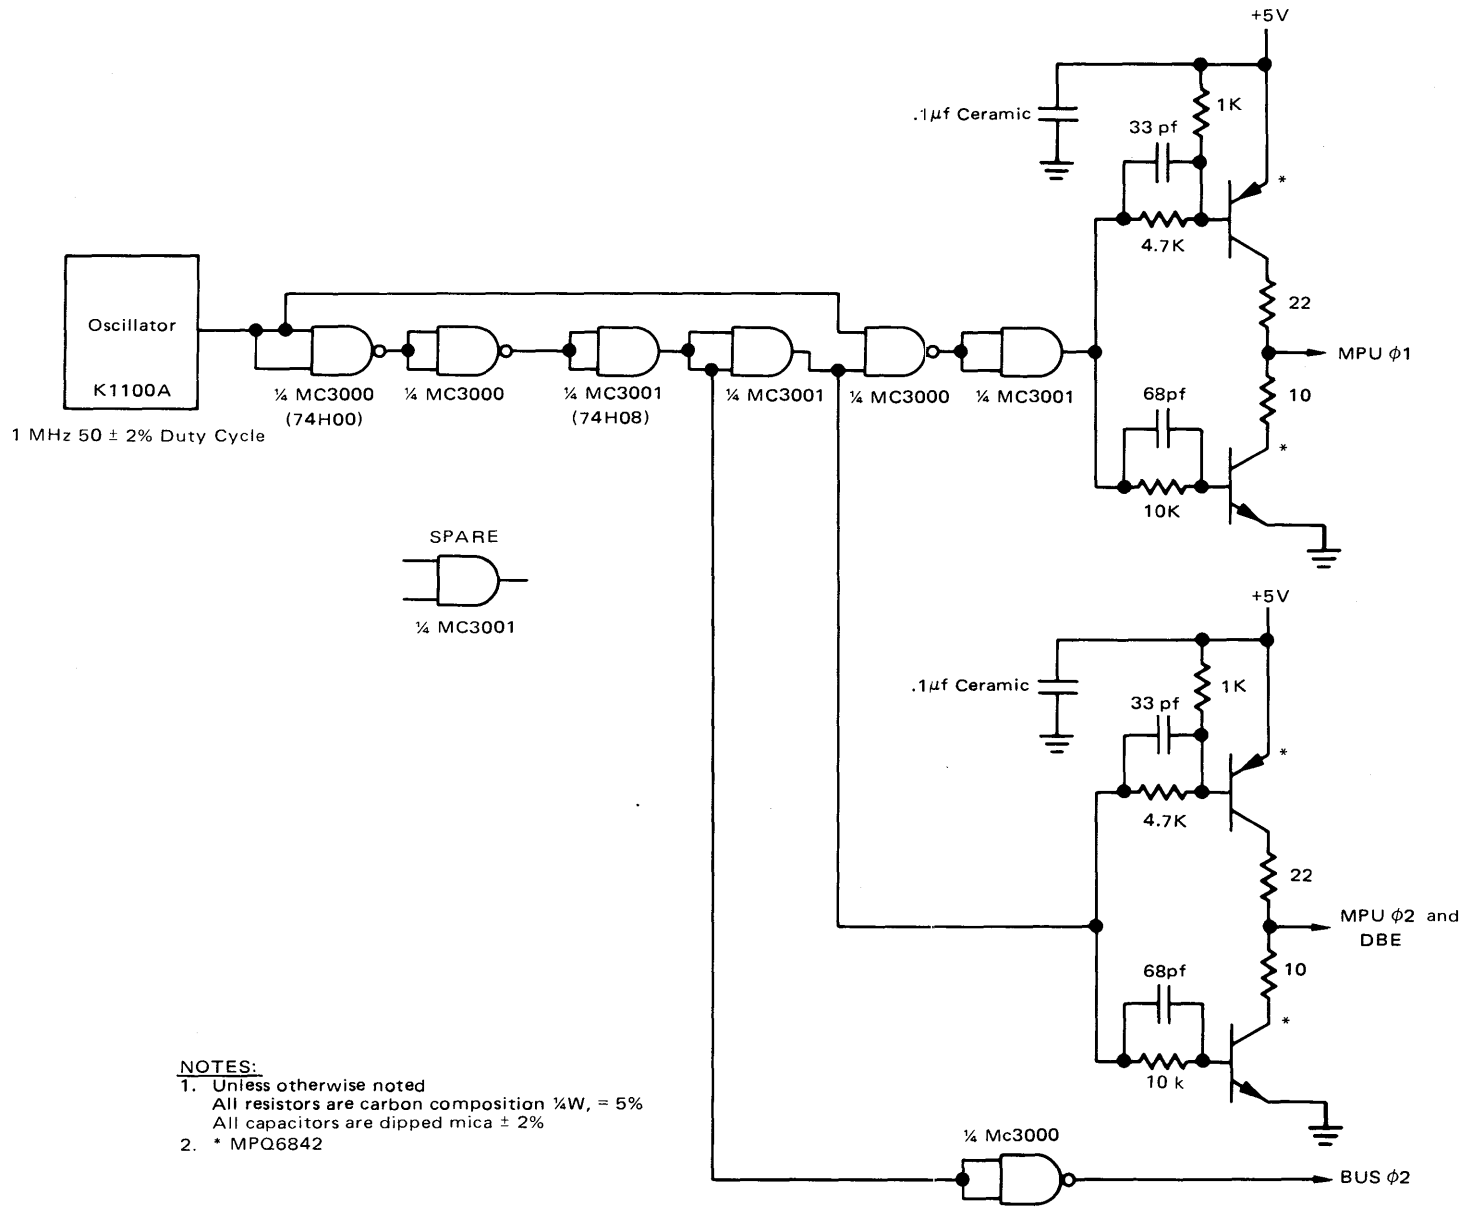 +5V
.1µf Ceramic
1K
33 pf
*
4.7K
22
Oscillator
K1100A
1 MHz 50 ± 2% Duty Cycle
¼ MC3000
(74H00)
¼ MC3000
¼ MC3001
(74H08)
¼ MC3001
¼ MC3000
¼ MC3001
MPU ϕ1
10
68pf
*
10K
SPARE
¼ MC3001
+5V
.1µf Ceramic
1K
33 pf
*
4.7K
22
MPU ϕ2 and
DBE
10
68pf
*
10 k
NOTES:
1. Unless otherwise noted
All resistors are carbon composition ¼W, = 5%
All capacitors are dipped mica ± 2%
2. * MPQ6842
¼ Mc3000
BUS ϕ2